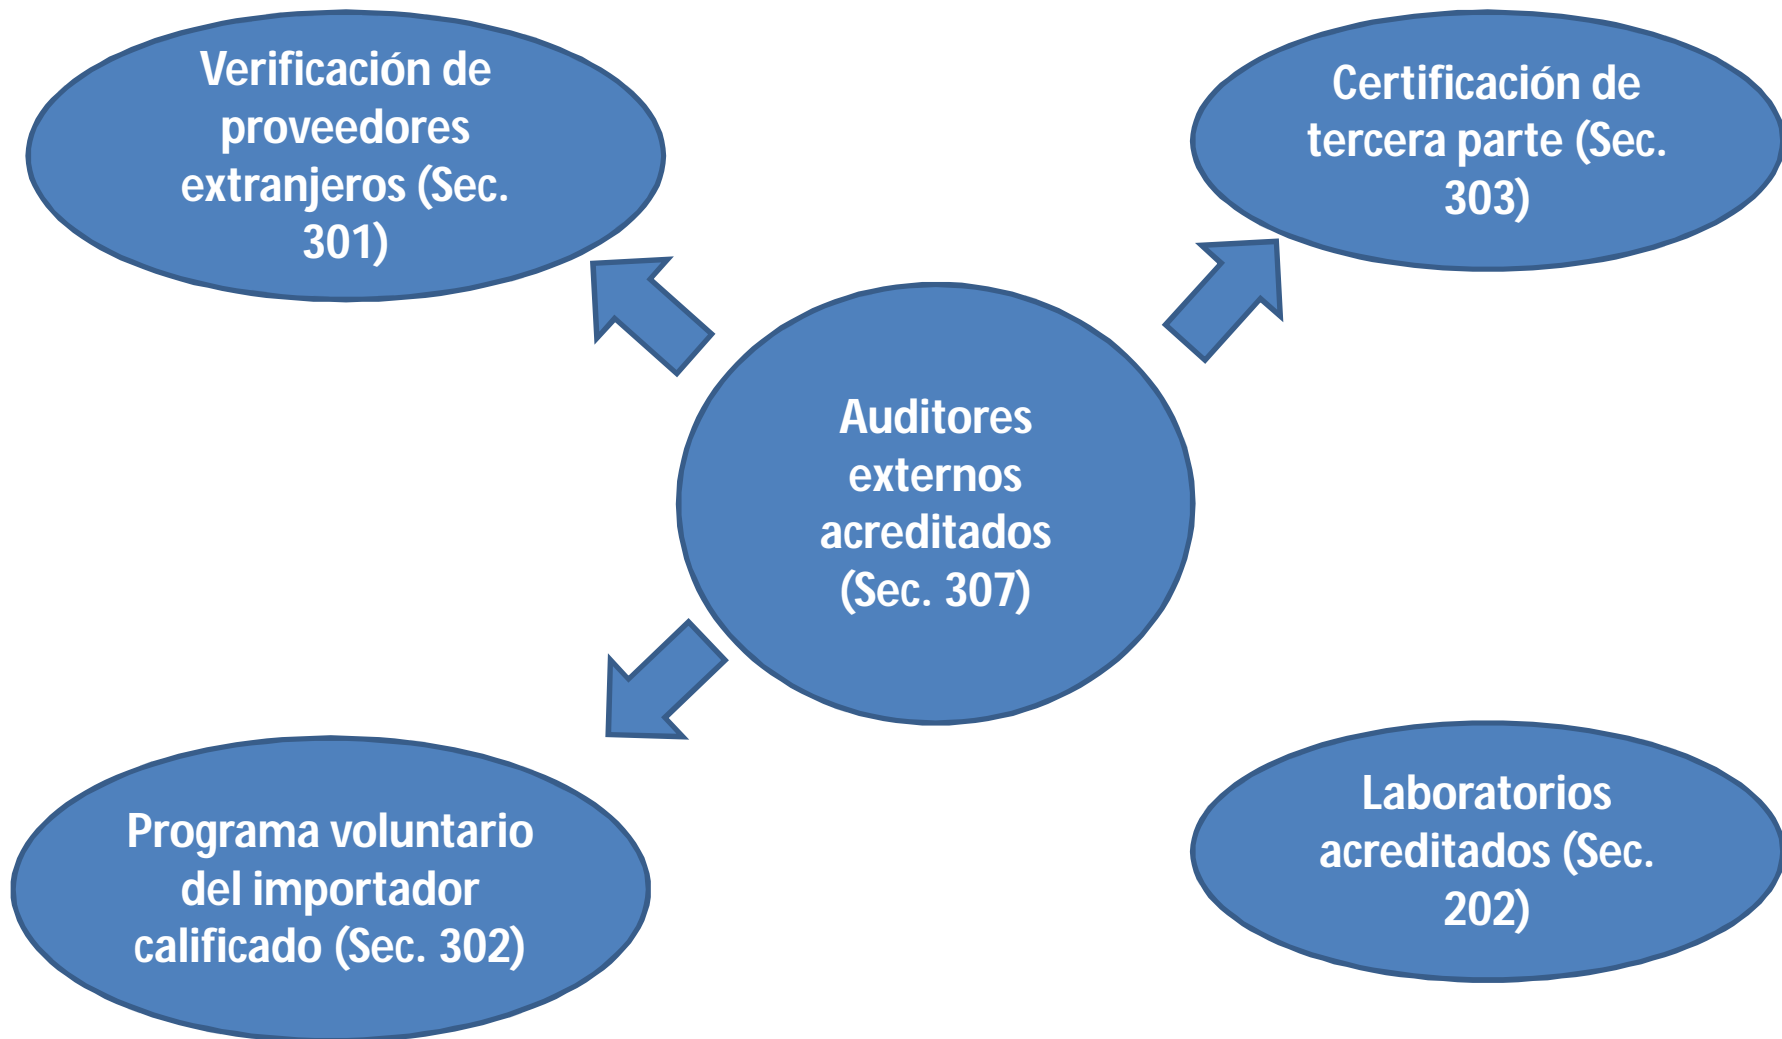 Verificación de
proveedores
extranjeros (Sec.
301)
Certificación de
tercera parte (Sec.
303)
Auditores
externos
acreditados
(Sec. 307)
Programa voluntario
del importador
calificado (Sec. 302)
Laboratorios
acreditados (Sec.
202)